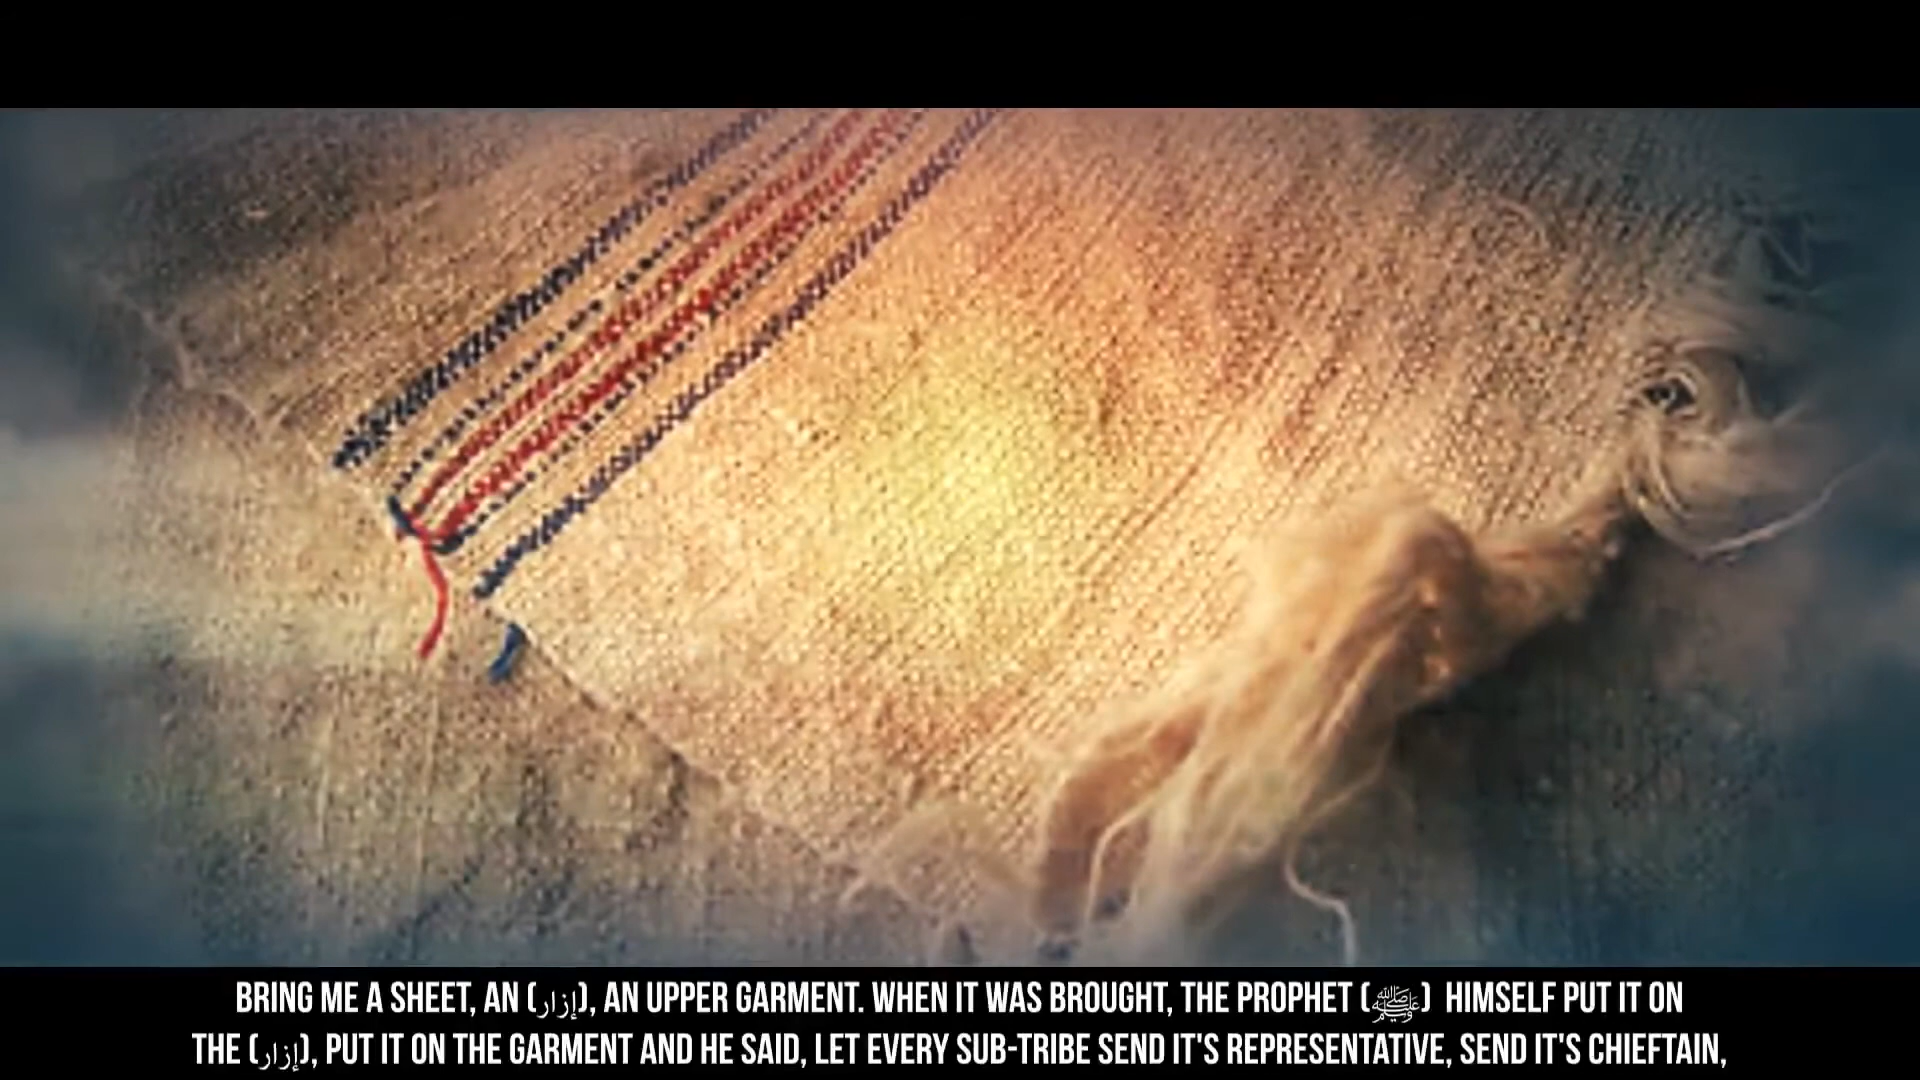 BRING ME A SHEET, AN (إزار), AN UPPER GARMENT. WHEN IT WAS BROUGHT, THE PROPHET (ﷺ) HIMSELF PUT IT ON
THE (إزار), PUT IT ON THE GARMENT AND HE SAID, LET EVERY SUB-TRIBE SEND IT'S REPRESENTATIVE, SEND IT'S CHIEFTAIN,